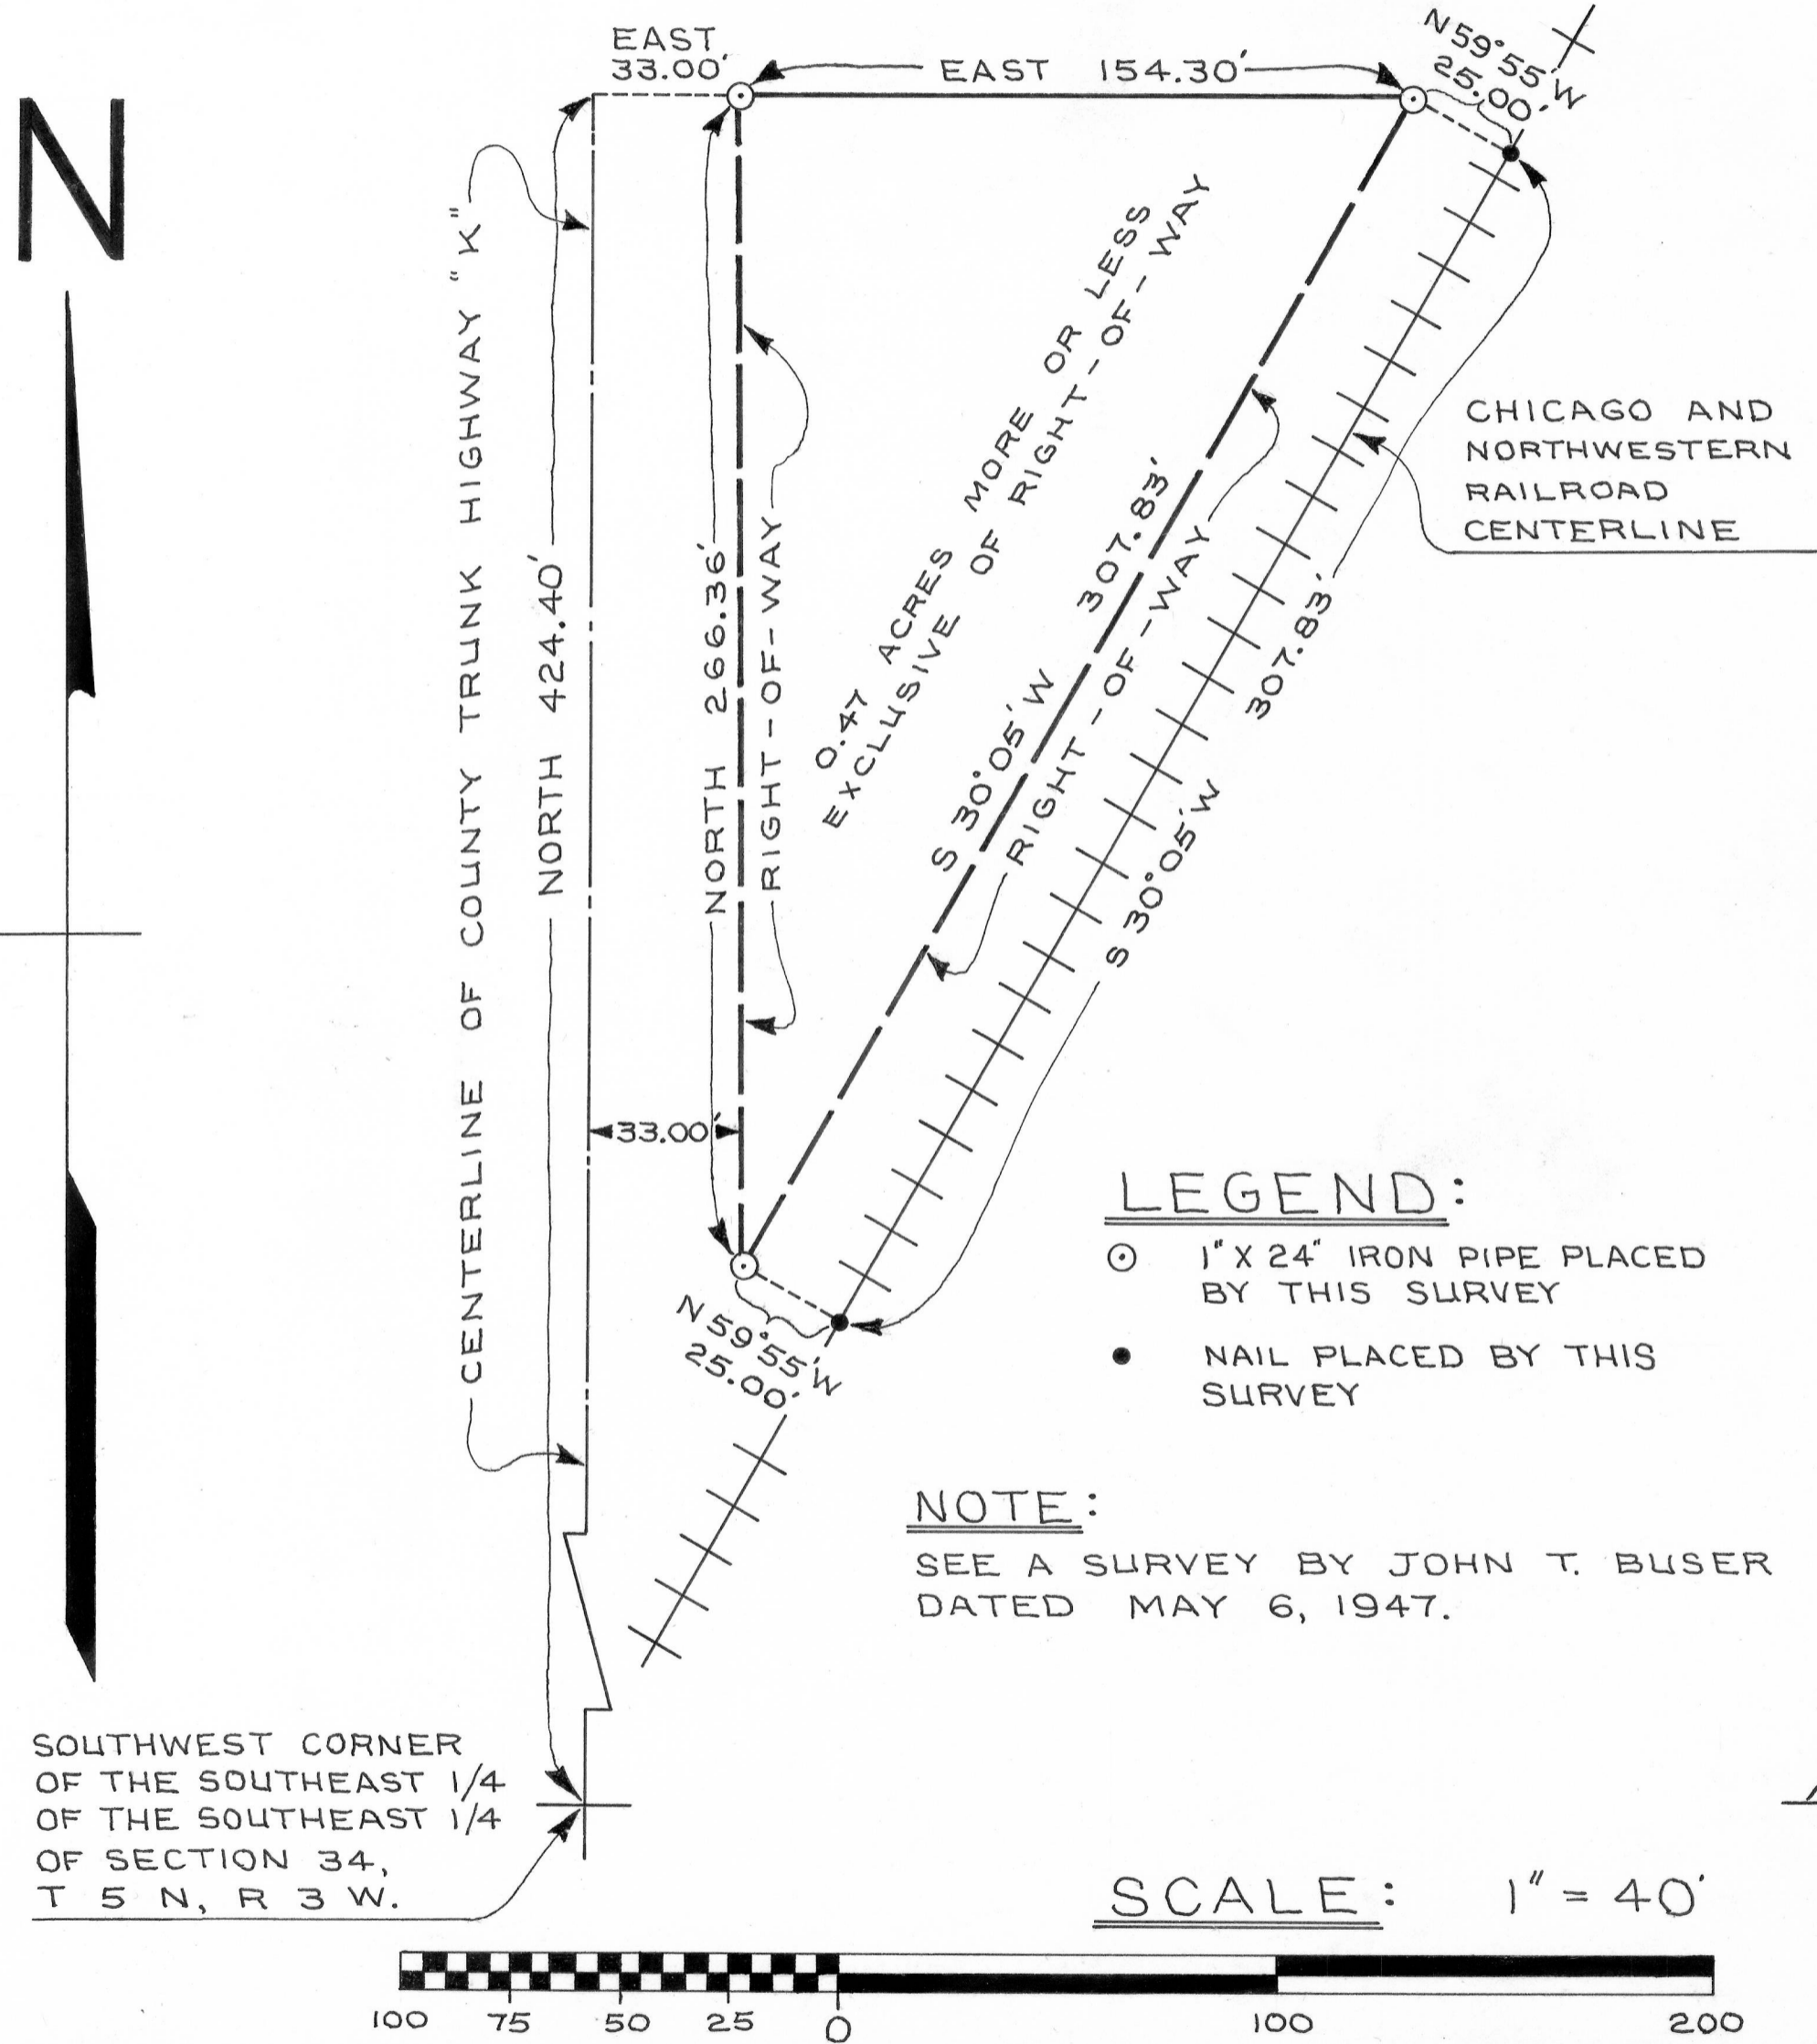 N
EAST
33.00'
EAST 154.30'
N 59°55' W
25.00'
CENTERLINE OF COUNTY TRUNK HIGHWAY "K"
NORTH 424.40'
NORTH 266.36'
RIGHT-OF-WAY
0.47 ACRES MORE OR LESS
EXCLUSIVE OF RIGHT-OF-WAY
S 30°05' W 307.83'
RIGHT-OF-WAY
S 30°05' W 307.83'
CHICAGO AND
NORTHWESTERN
RAILROAD
CENTERLINE
33.00'
N 59°55' W
25.00'
LEGEND:
1" X 24" IRON PIPE PLACED
BY THIS SURVEY
NAIL PLACED BY THIS
SURVEY
NOTE:
SEE A SURVEY BY JOHN T. BUSER
DATED MAY 6, 1947.
SOUTHWEST CORNER
OF THE SOUTHEAST 1/4
OF THE SOUTHEAST 1/4
OF SECTION 34,
T 5 N, R 3 W.
SCALE: 1" = 40'
100 75 50 25 0 100 200